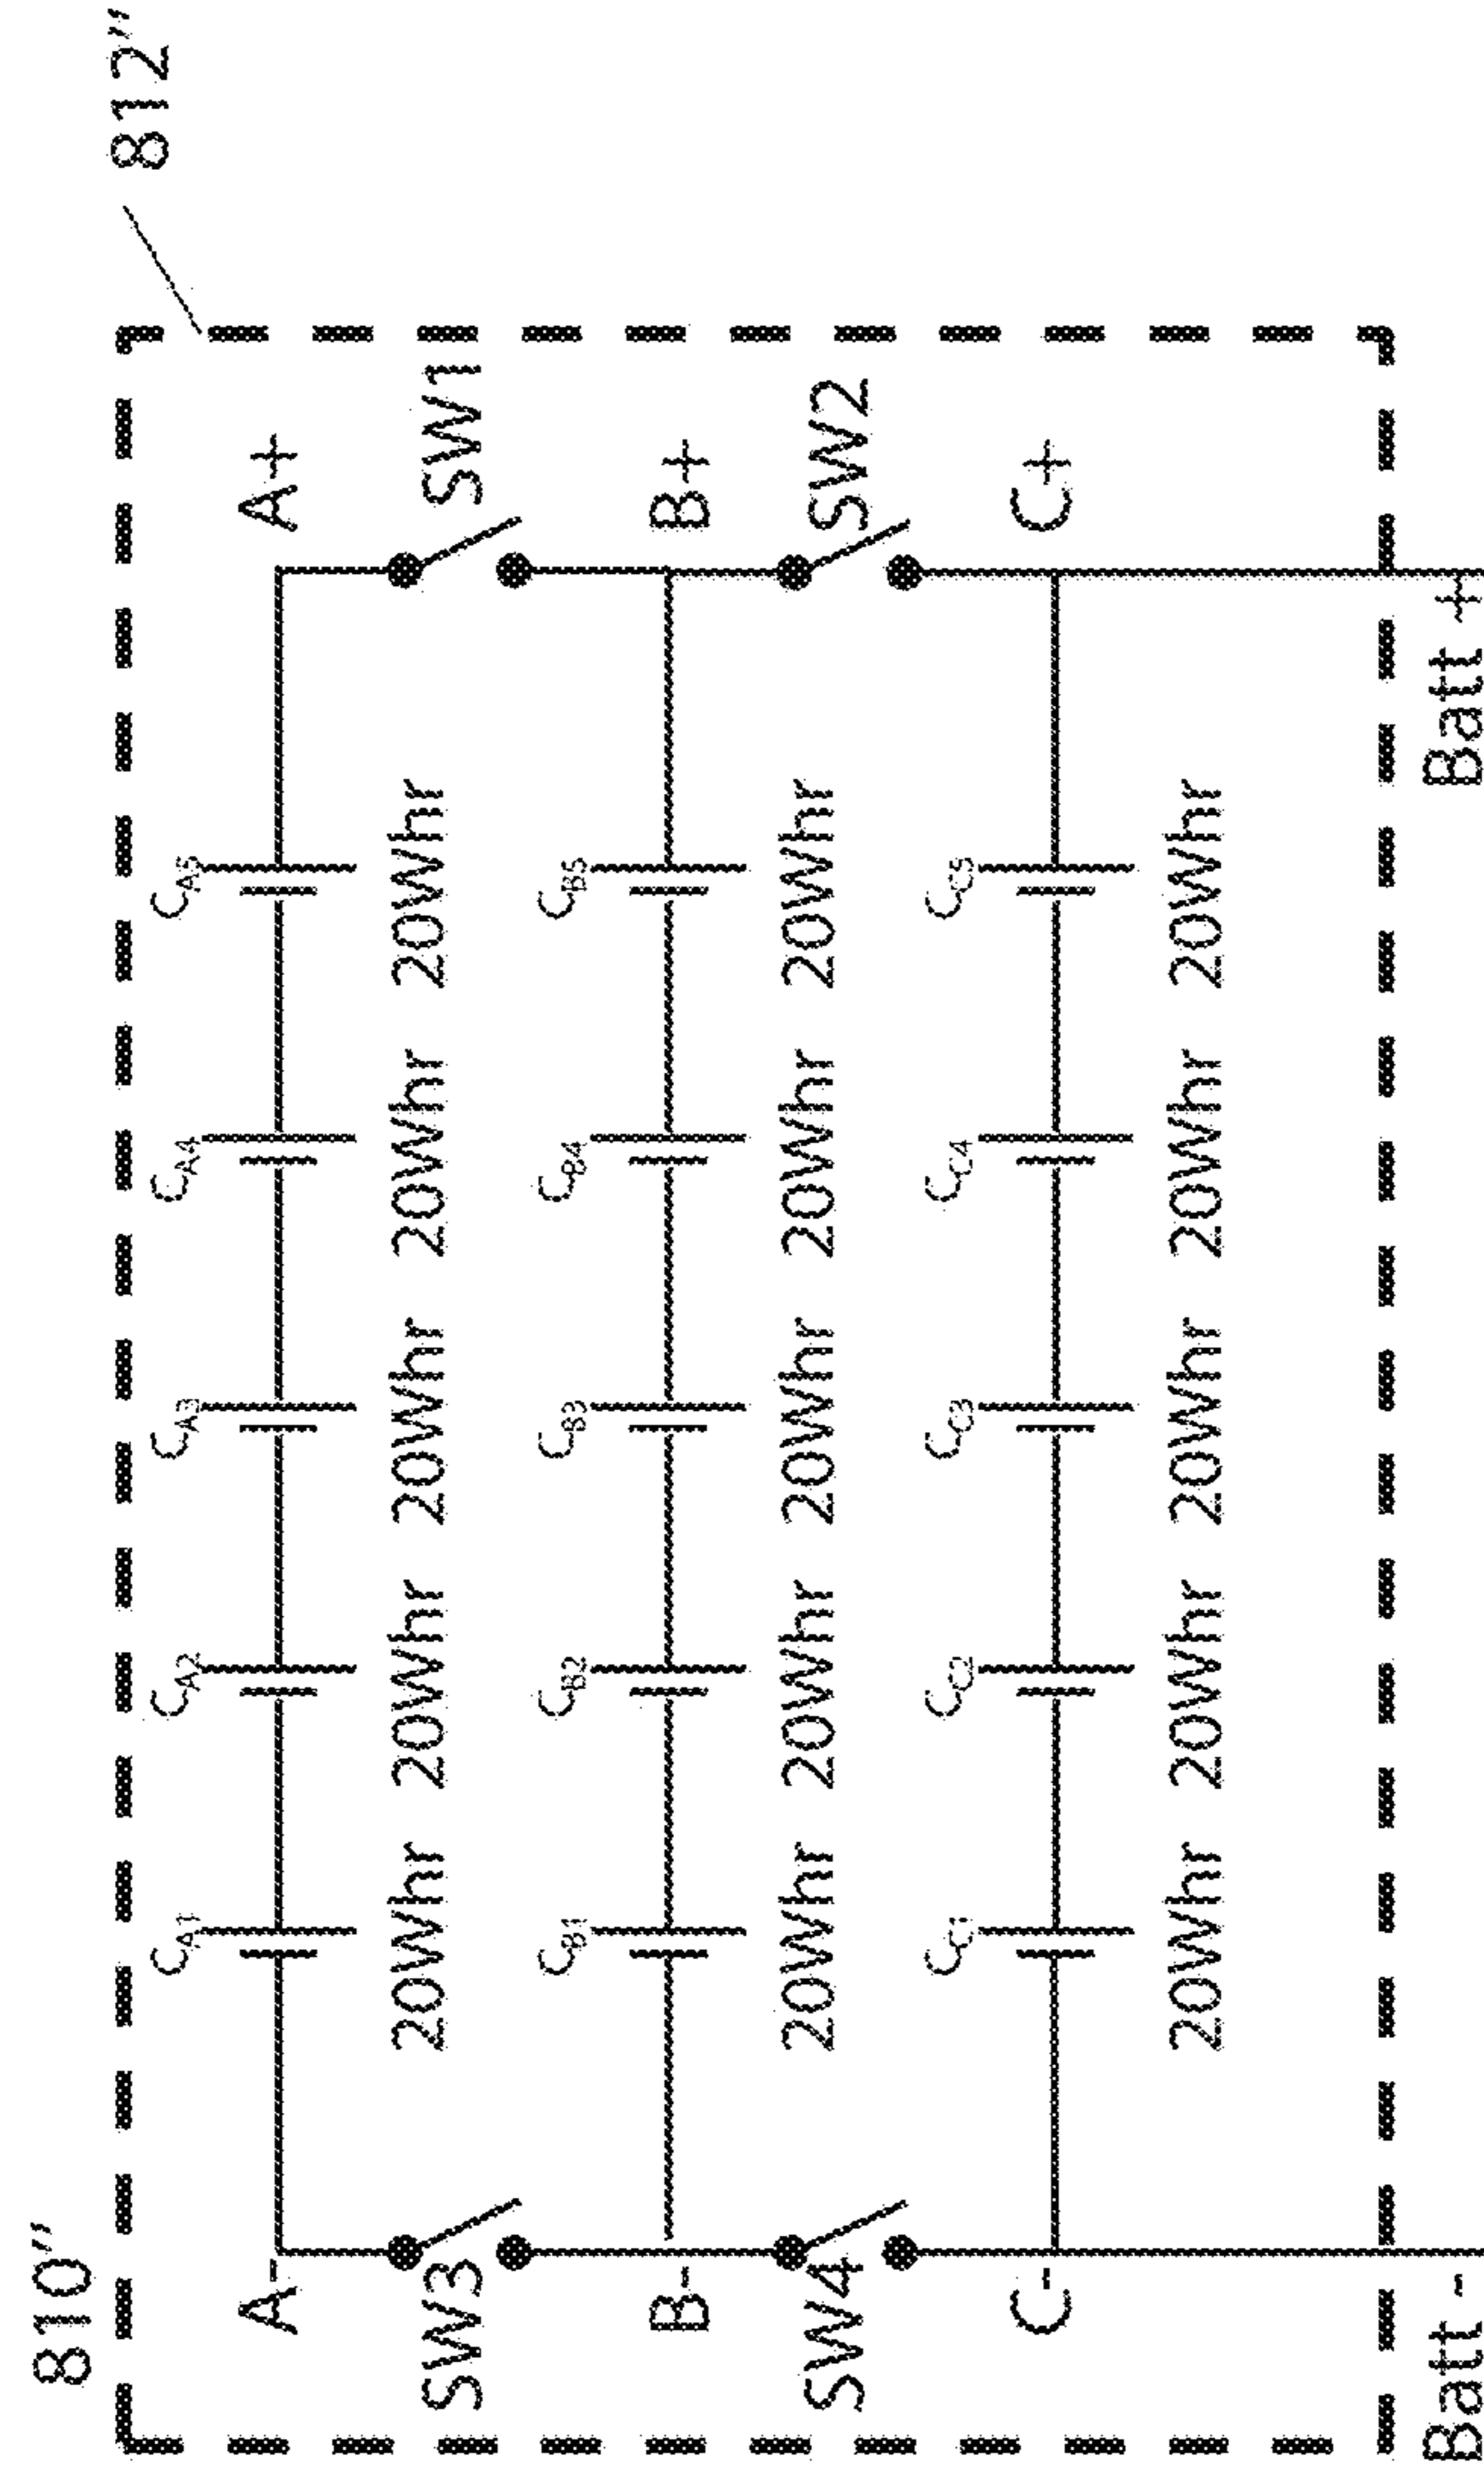 810″
812″
C_A1 C_A2 C_A3 C_A4 C_A5
A- A+
20Whr 20Whr 20Whr 20Whr 20Whr
SW3 SW1
C_B1 C_B2 C_B3 C_B4 C_B5
B- B+
20Whr 20Whr 20Whr 20Whr 20Whr
SW4 SW2
C_C1 C_C2 C_C3 C_C4 C_C5
C- C+
20Whr 20Whr 20Whr 20Whr 20Whr
Batt - Batt +